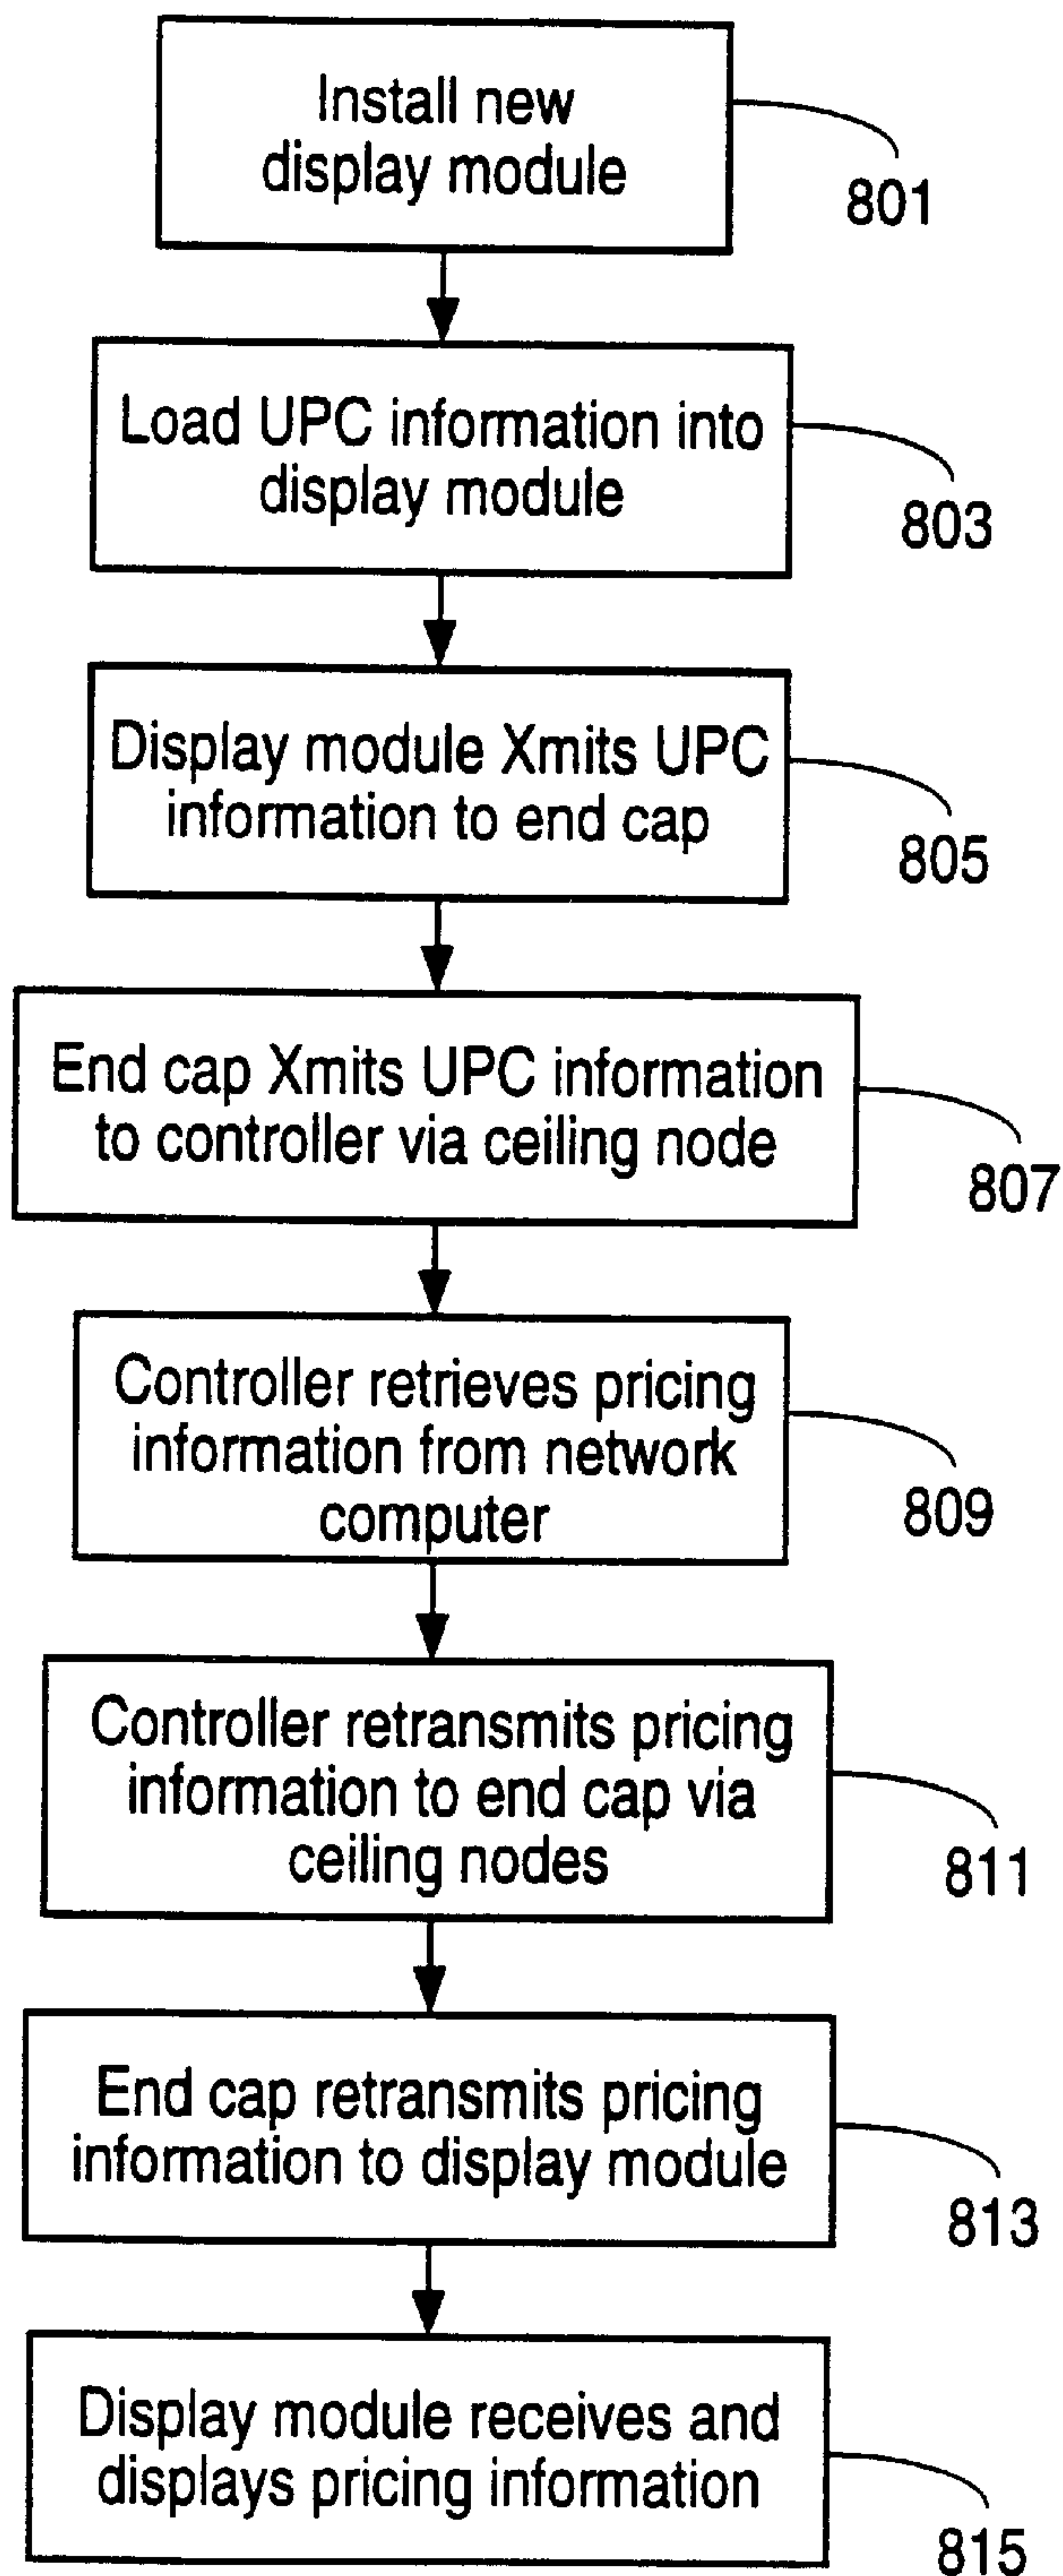 Install new
display module
801
Load UPC information into
display module
803
Display module Xmits UPC
information to end cap
805
End cap Xmits UPC information
to controller via ceiling node
807
Controller retrieves pricing
information from network
computer
809
Controller retransmits pricing
information to end cap via
ceiling nodes
811
End cap retransmits pricing
information to display module
813
Display module receives and
displays pricing information
815